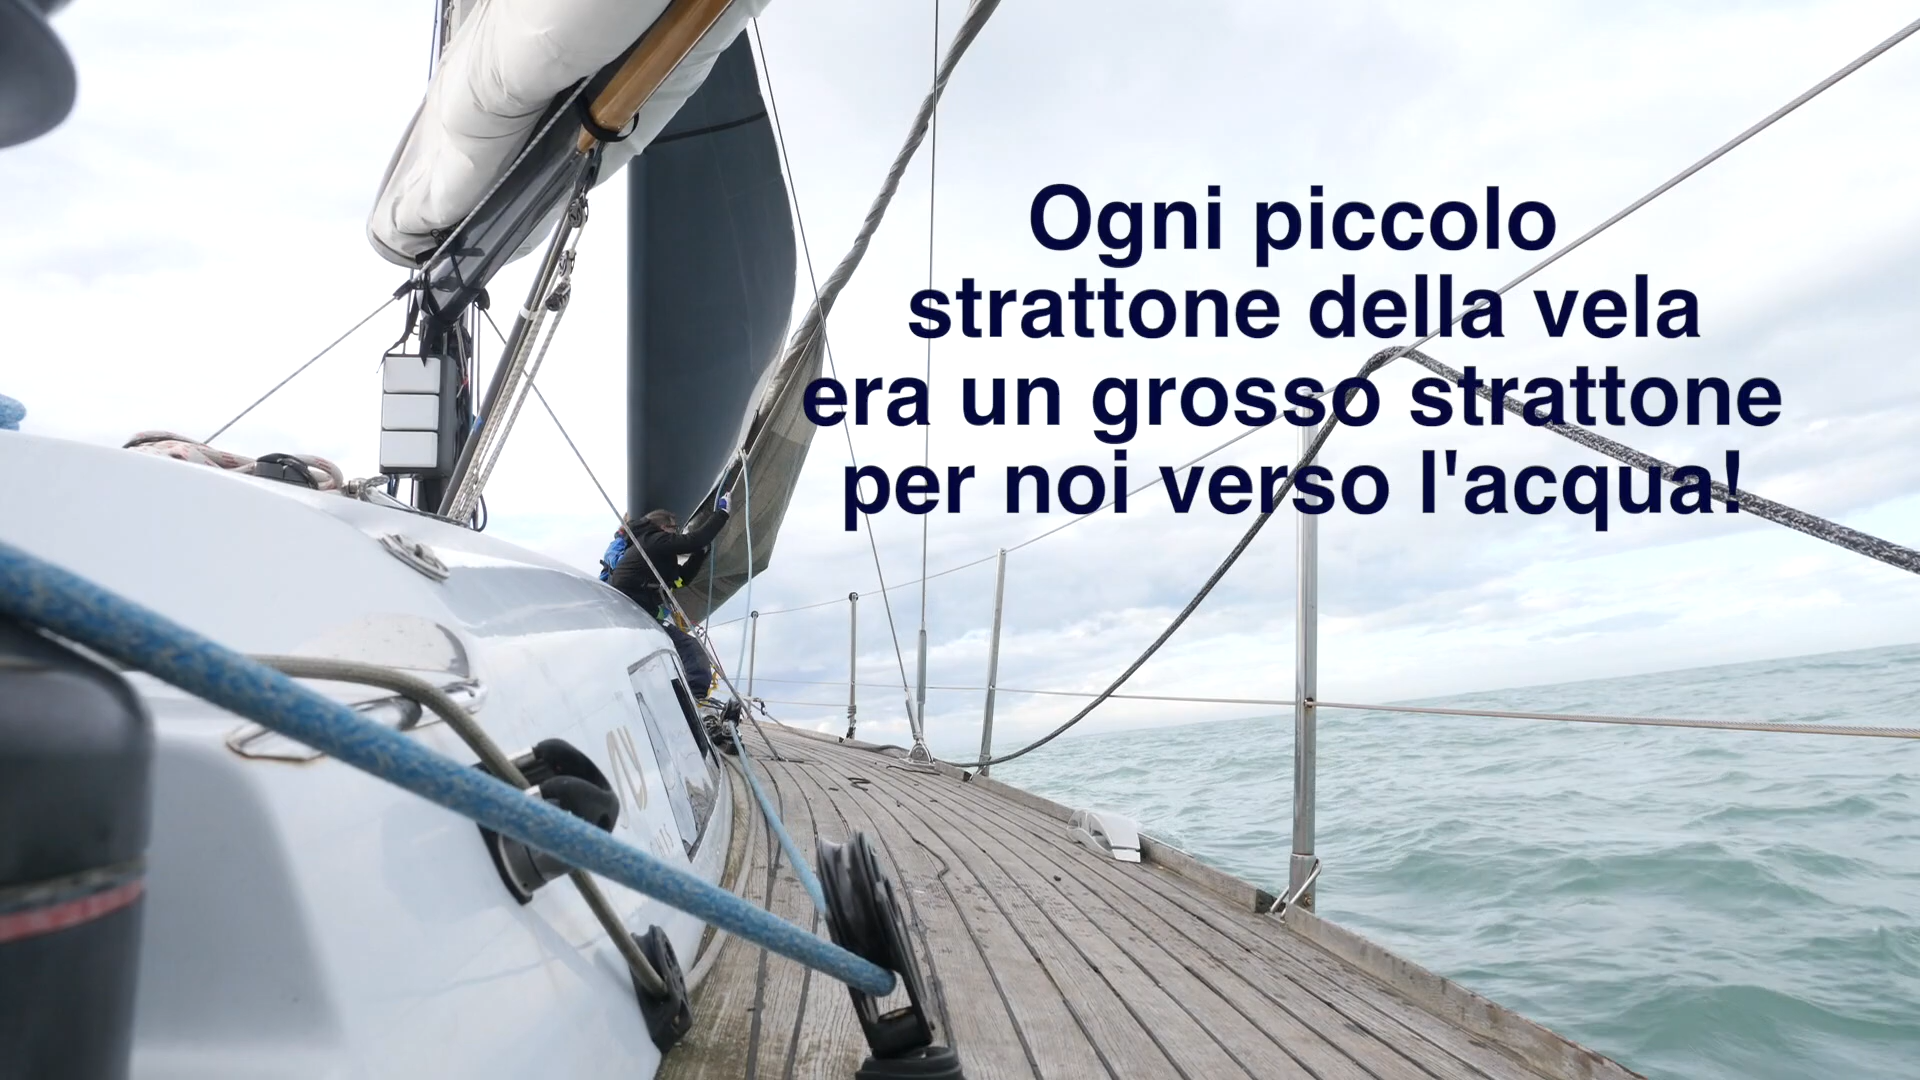 Ogni piccolo
strattone della vela
era un grosso strattone
per noi verso l'acqua!